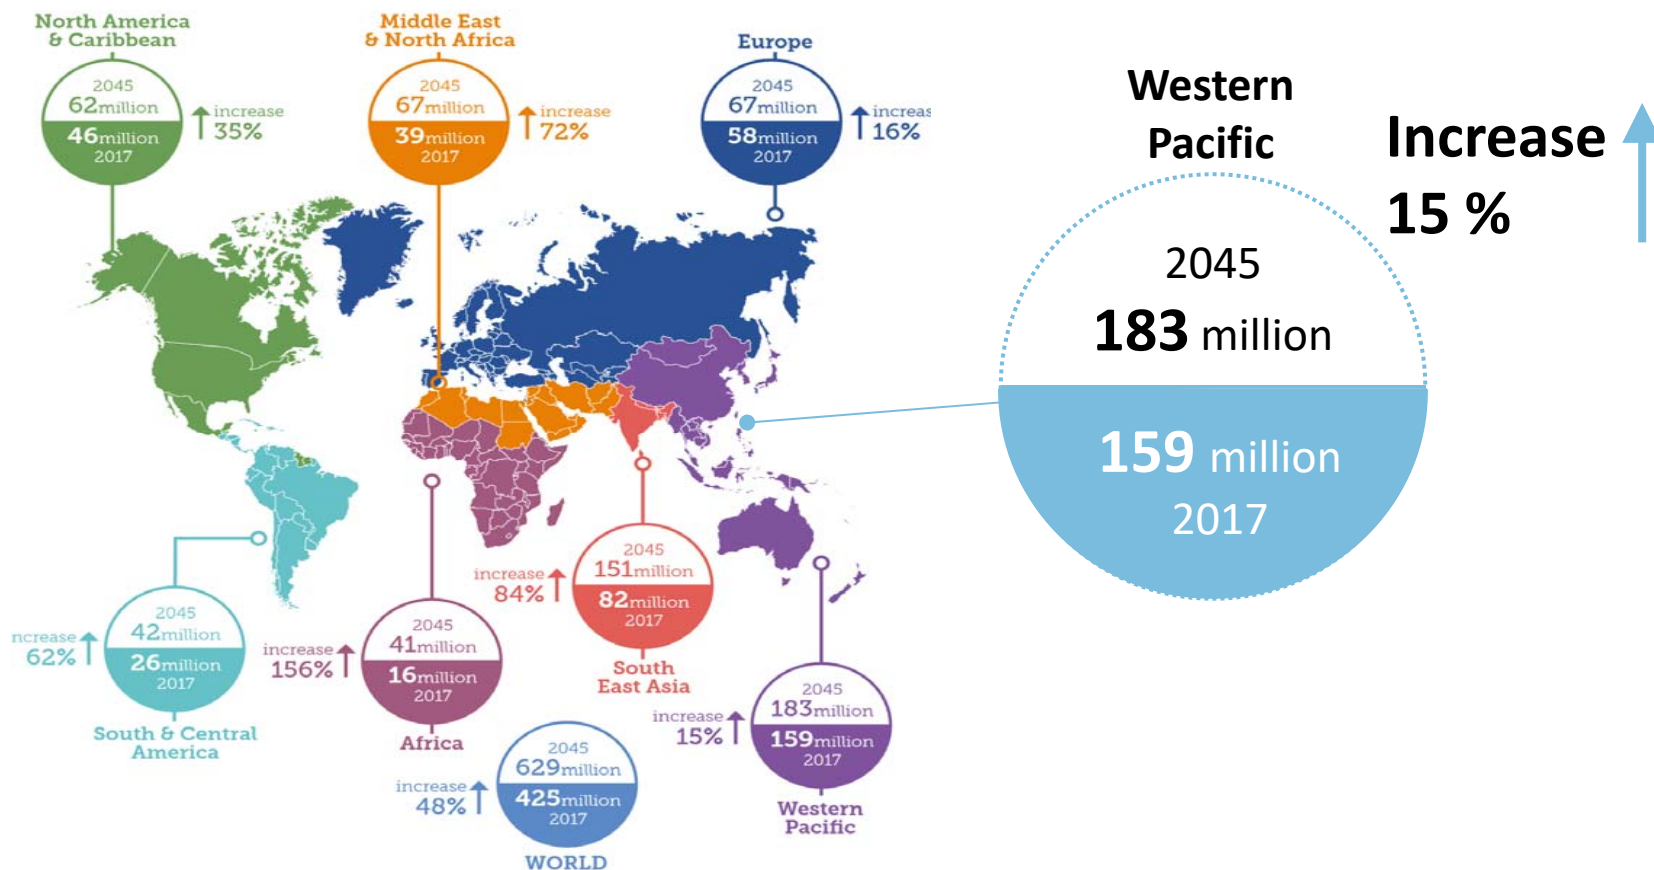 North America
& Caribbean
2045
62million
46million
2017
increase
35%
Middle East
& North Africa
2045
67million
39million
2017
increase
72%
Europe
2045
67million
58million
2017
increas
16%
Western
Pacific
Increase
15 %
2045
183 million
159 million
2017
ncrease
62%
2045
42million
26million
2017
South & Central
America
increase
156%
2045
41million
16million
2017
Africa
increase
84%
2045
151million
82million
2017
South
East Asia
increase
15%
2045
183million
159million
2017
Western
Pacific
increase
48%
2045
629million
425million
2017
WORLD